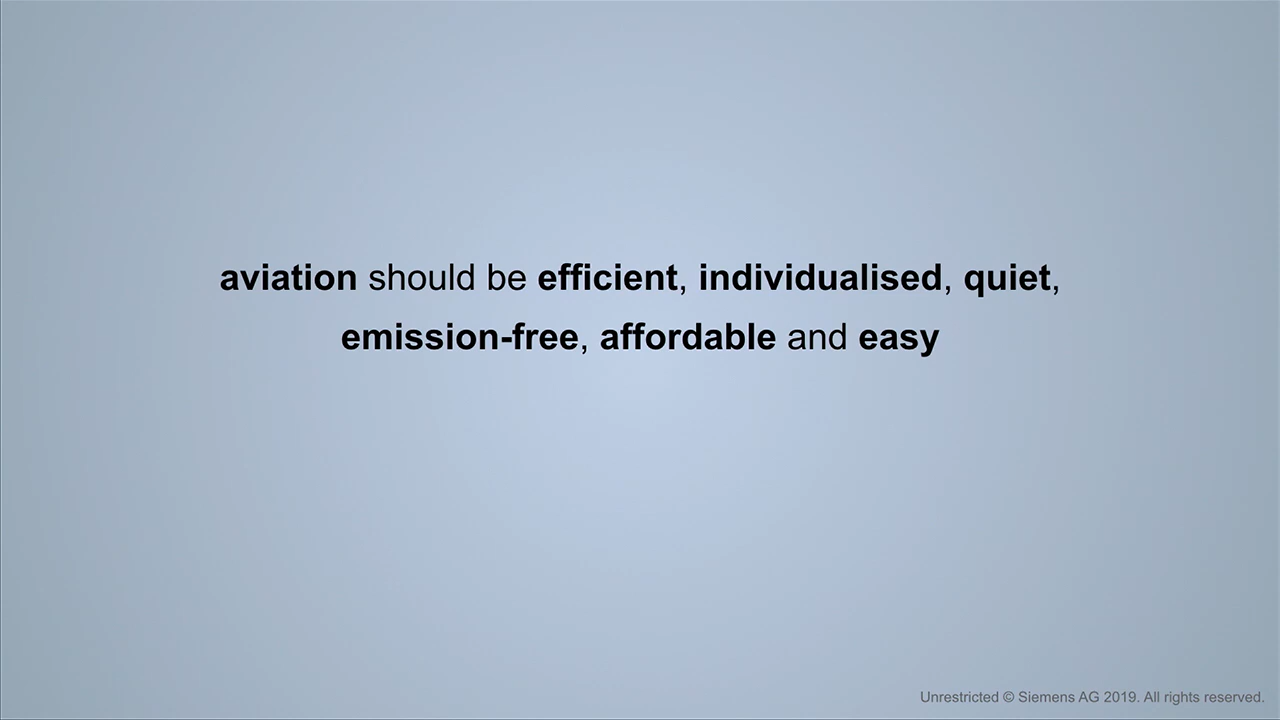 aviation should be efficient, individualised, quiet,
emission-free, affordable and easy
Unrestricted © Siemens AG 2019. All rights reserved.